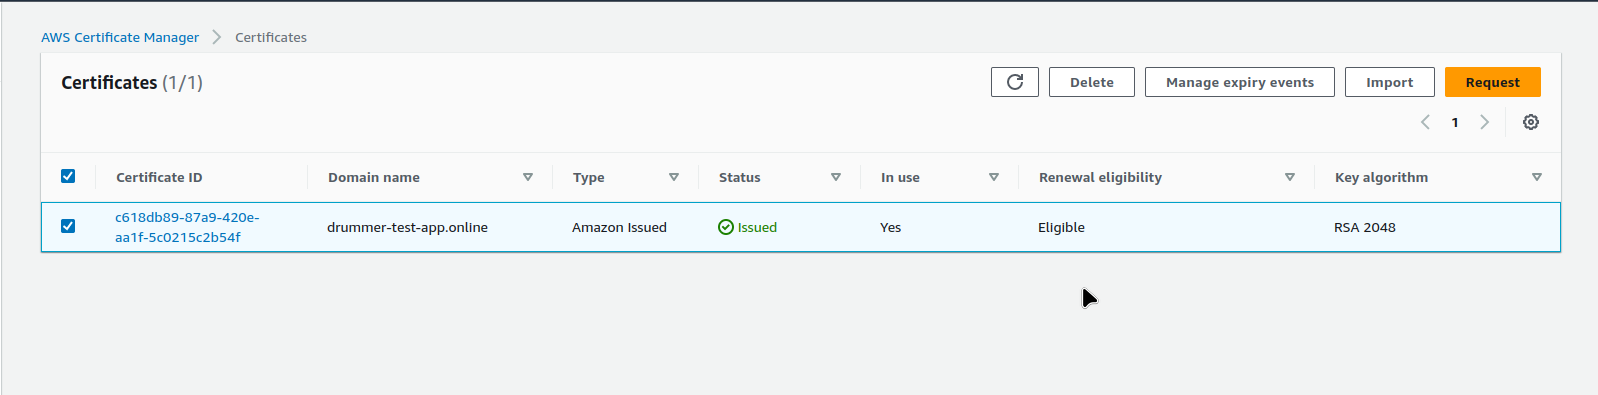 AWS Certificate Manager > Certificates
Certificates (1/1)
Delete
Manage expiry events
Import
Request
1
Certificate ID
Domain name
Type
Status
In use
Renewal eligibility
Key algorithm
c618db89-87a9-420e-
aa1f-5c0215c2b54f
drummer-test-app.online
Amazon Issued
Issued
Yes
Eligible
RSA 2048